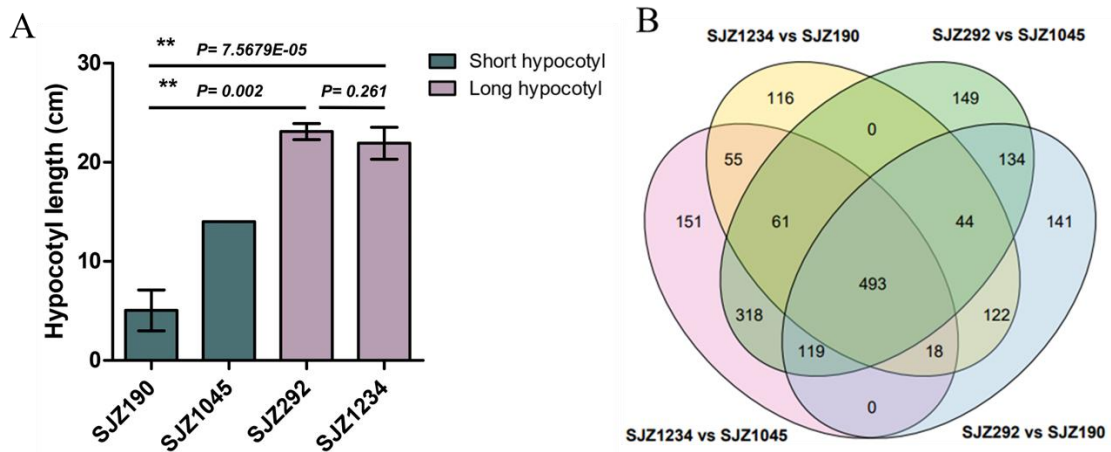 A
** P= 7.5679E-05
** P= 0.002
P= 0.261
Short hypocotyl
Long hypocotyl
Hypocotyl length (cm)
30
20
10
0
SJZ190
SJZ1045
SJZ292
SJZ1234
B
SJZ1234 vs SJZ190
SJZ292 vs SJZ1045
116
149
0
55
134
151
61
44
141
493
318
122
119
18
0
SJZ1234 vs SJZ1045
SJZ292 vs SJZ190